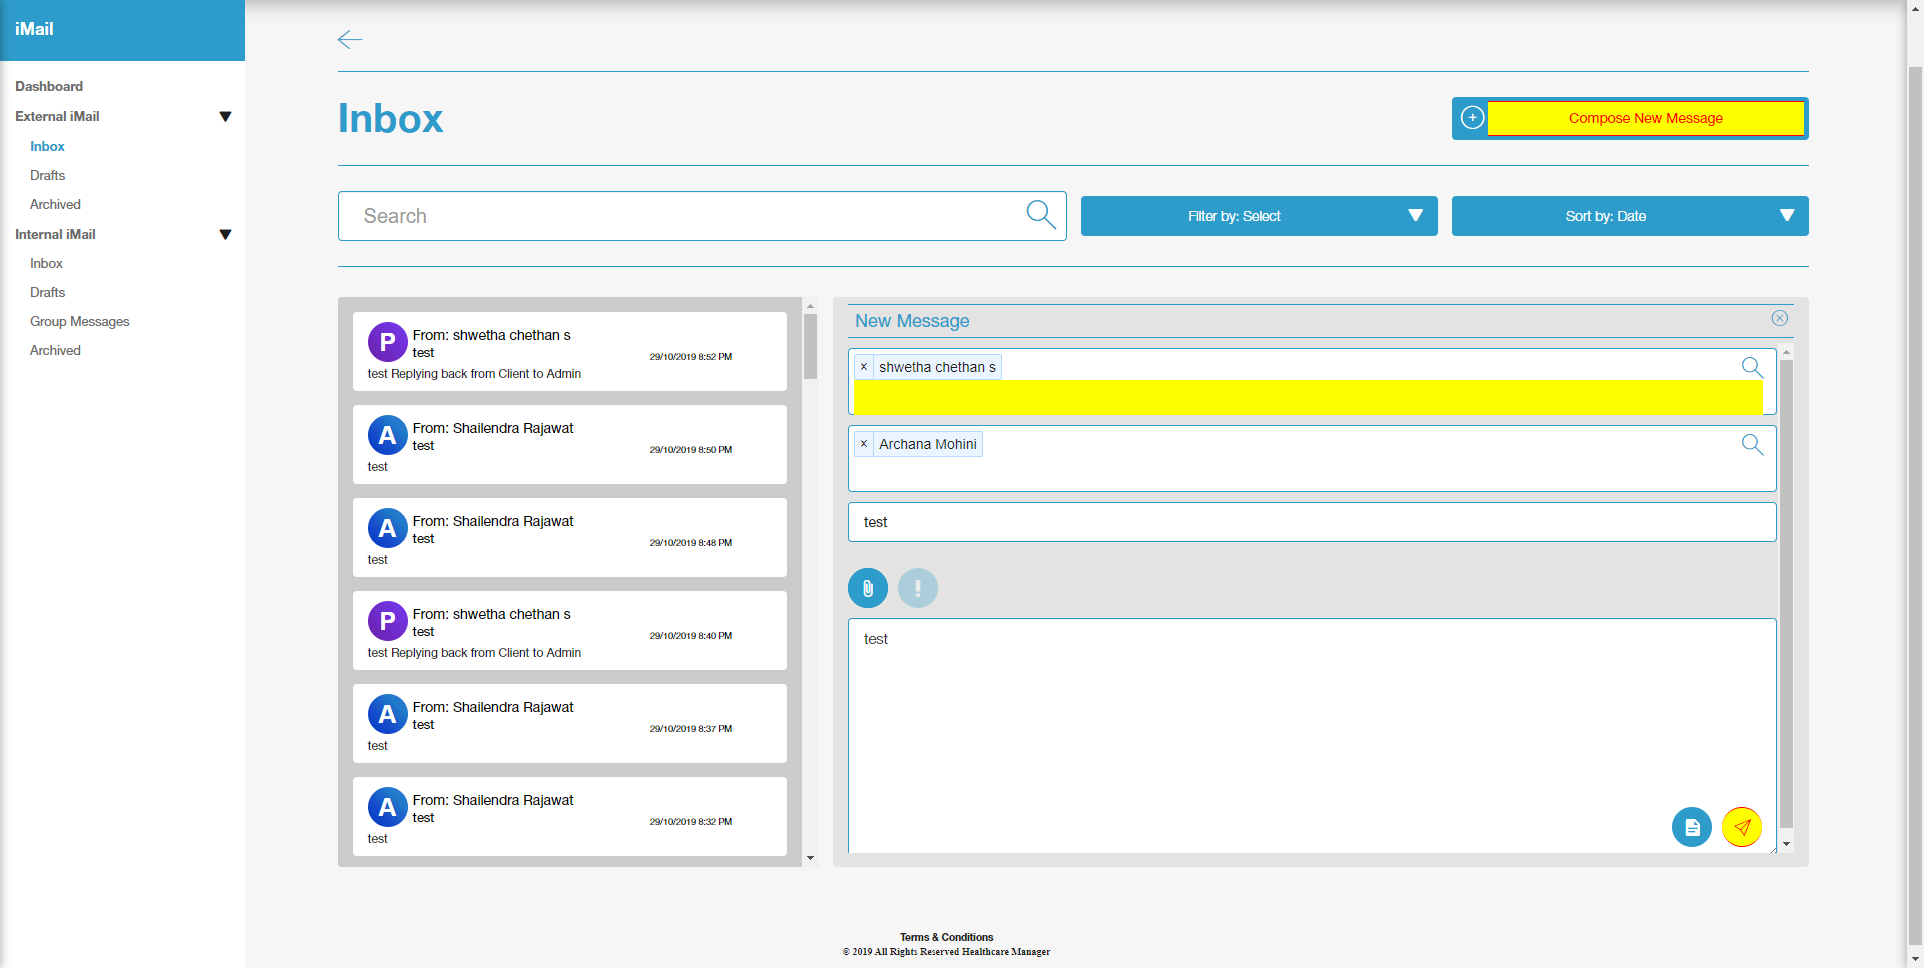 iMail
Dashboard
External iMail
Inbox
Drafts
Archived
Internal iMail
Inbox
Drafts
Group Messages
Archived
Inbox
Compose New Message
Search
Filter by: Select
Sort by: Date
P
From: shwetha chethan s
test
29/10/2019 8:52 PM
test Replying back from Client to Admin
A
From: Shailendra Rajawat
test
29/10/2019 8:50 PM
test
A
From: Shailendra Rajawat
test
29/10/2019 8:48 PM
test
P
From: shwetha chethan s
test
29/10/2019 8:40 PM
test Replying back from Client to Admin
A
From: Shailendra Rajawat
test
29/10/2019 8:37 PM
test
A
From: Shailendra Rajawat
test
29/10/2019 8:32 PM
test
New Message
× shwetha chethan s
× Archana Mohini
test
test
Terms & Conditions
© 2019 All Rights Reserved Healthcare Manager